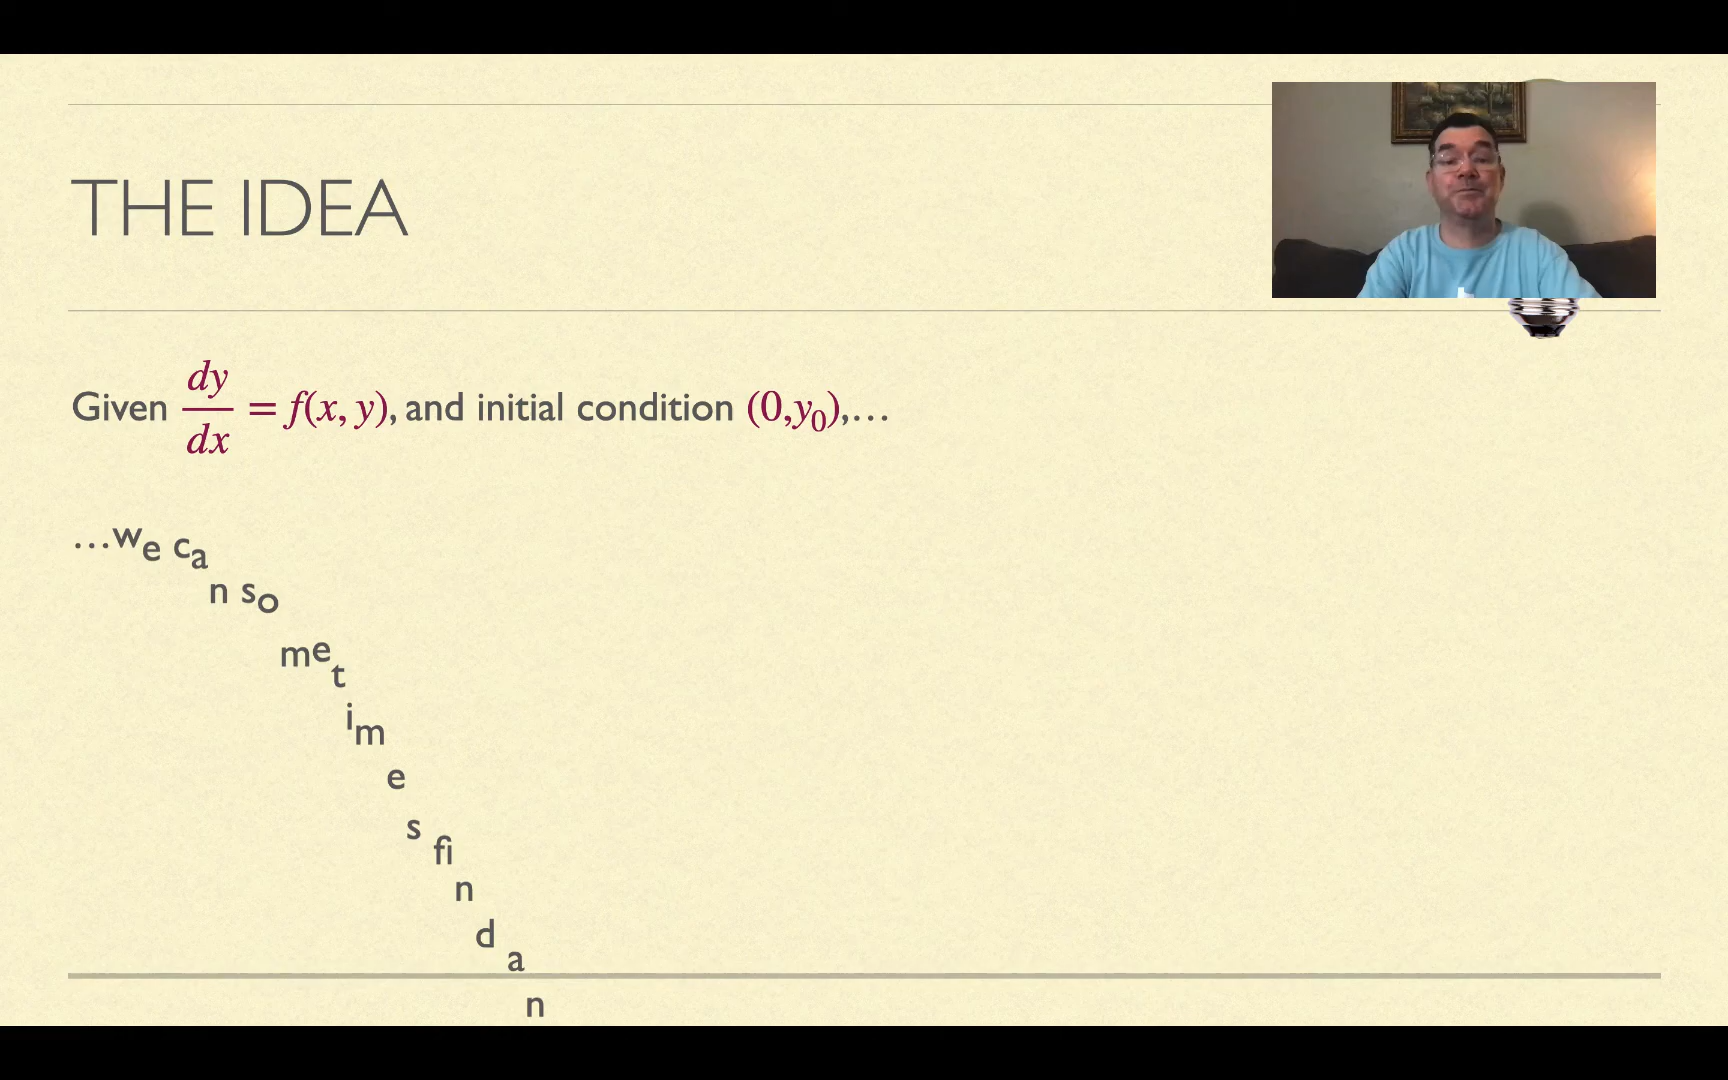 THE IDEA
Given dy/dx = f(x, y), and initial condition (0,y₀),…
…we can sometimes find an